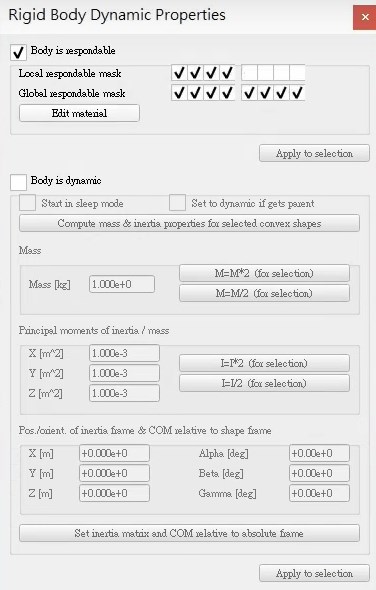 Rigid Body Dynamic Properties
Body is respondable
Local respondable mask
Global respondable mask
Edit material
Apply to selection
Body is dynamic
Start in sleep mode Set to dynamic if gets parent
Compute mass & inertia properties for selected convex shapes
Mass
Mass [kg] 1.000e+0 M=M*2 (for selection)
M=M/2 (for selection)
Principal moments of inertia / mass
X [m^2] 1.000e-3 I=I*2 (for selection)
Y [m^2] 1.000e-3 I=I/2 (for selection)
Z [m^2] 1.000e-3
Pos./orient. of inertia frame & COM relative to shape frame
X [m] +0.000e+0 Alpha [deg] +0.00e+0
Y [m] +0.000e+0 Beta [deg] +0.00e+0
Z [m] +0.000e+0 Gamma [deg] +0.00e+0
Set inertia matrix and COM relative to absolute frame
Apply to selection